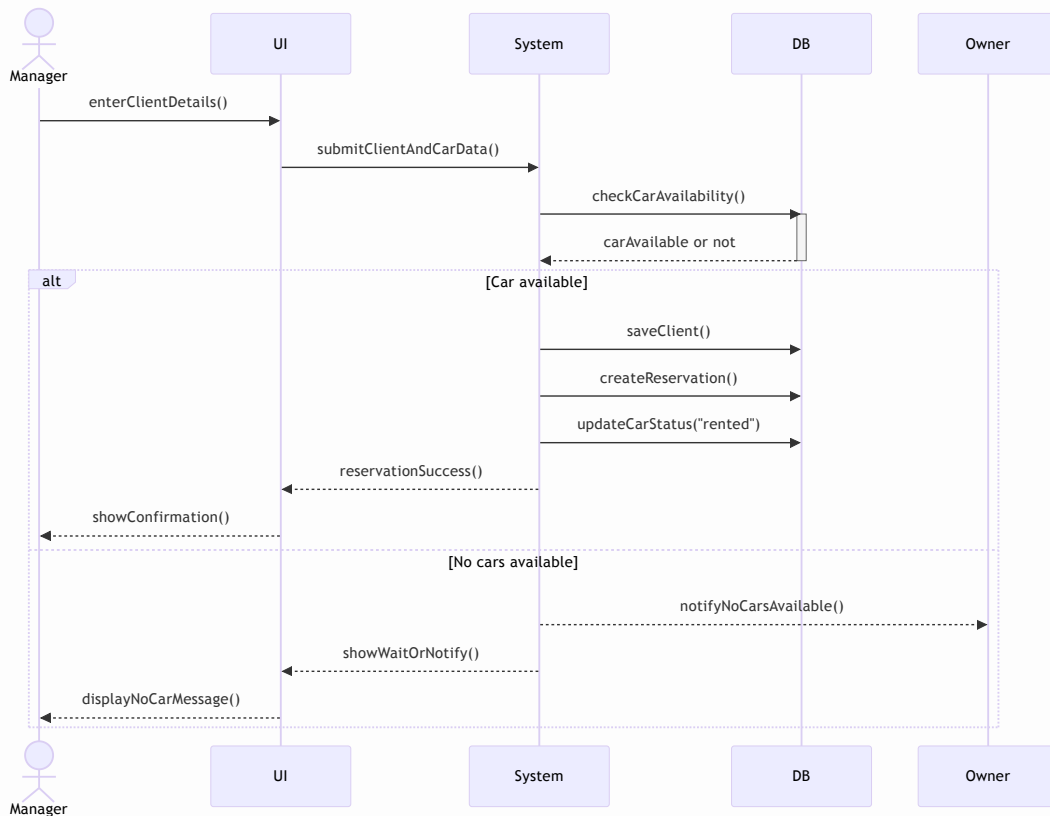 Manager
UI
System
DB
Owner
enterClientDetails()
submitClientAndCarData()
checkCarAvailability()
carAvailable or not
alt
[Car available]
saveClient()
createReservation()
updateCarStatus("rented")
reservationSuccess()
showConfirmation()
[No cars available]
notifyNoCarsAvailable()
showWaitOrNotify()
displayNoCarMessage()
Manager
UI
System
DB
Owner